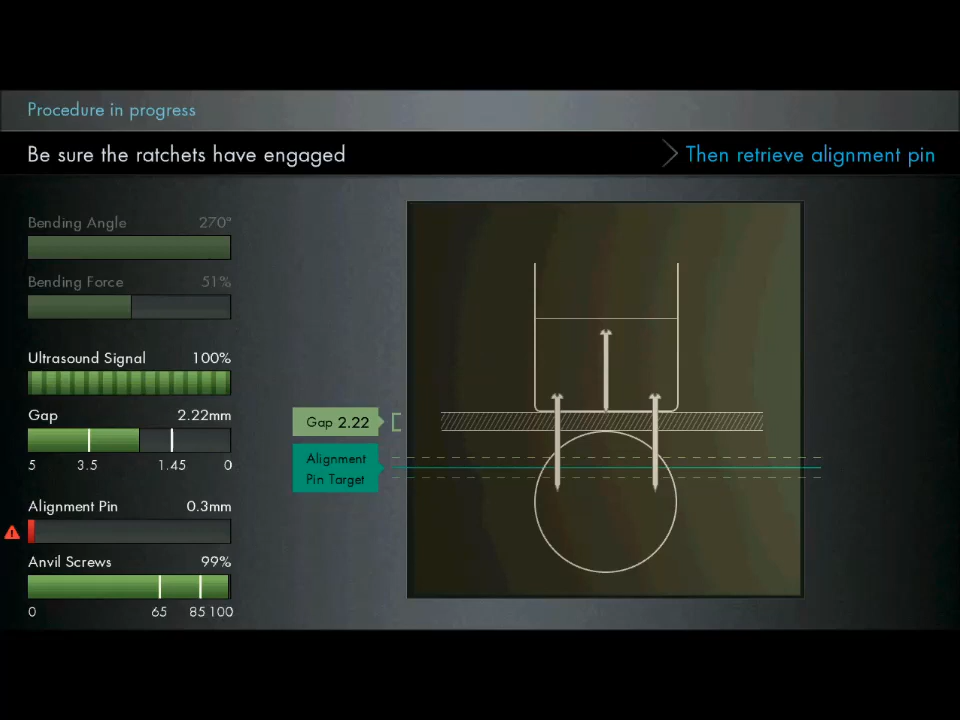 Procedure in progress
Be sure the ratchets have engaged
Then retrieve alignment pin
Bending Angle 270°
Bending Force 51%
Ultrasound Signal 100%
Gap 2.22mm
5 3.5 1.45 0
Alignment Pin 0.3mm
Anvil Screws 99%
0 65 85 100
Gap 2.22
Alignment
Pin Target